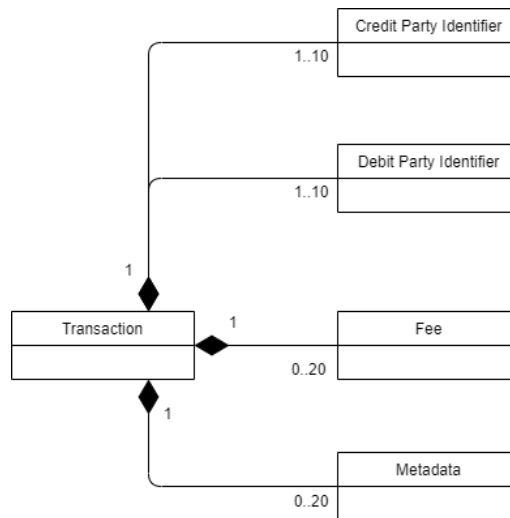 Credit Party Identifier
1..10
Debit Party Identifier
1..10
1
Transaction
1
Fee
0..20
1
Metadada
0..20